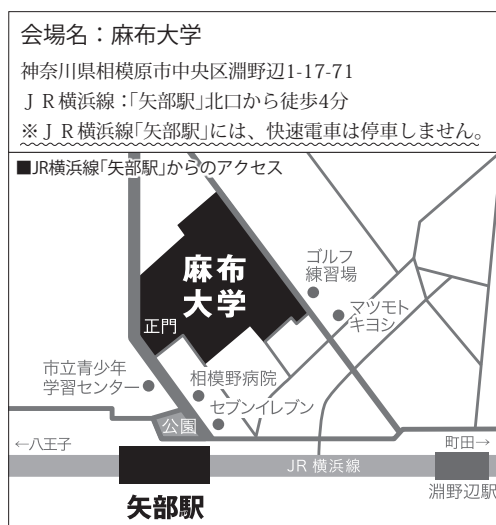 会場名：麻布大学
神奈川県相模原市中央区淵野辺1-17-71
ＪＲ横浜線：「矢部駅」北口から徒歩4分
※ＪＲ横浜線「矢部駅」には、快速電車は停車しません。
■JR横浜線「矢部駅」からのアクセス
麻布
大学
正門
ゴルフ
練習場
マツモト
キヨシ
市立青少年
学習センター
相模野病院
セブンイレブン
公園
←八王子
町田→
JR 横浜線
矢部駅
淵野辺駅